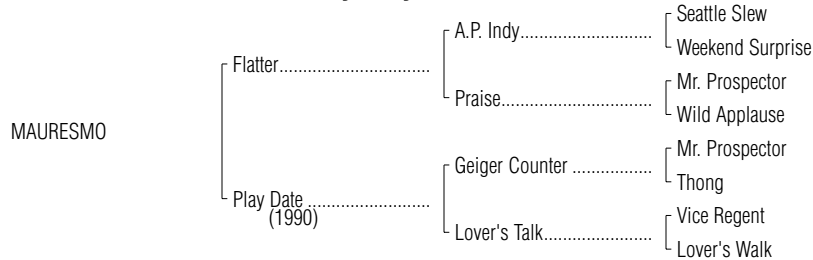 Seattle Slew
A.P. Indy
Weekend Surprise
Flatter
Mr. Prospector
Praise
Wild Applause
MAURESMO
Mr. Prospector
Geiger Counter
Thong
Play Date
(1990)
Vice Regent
Lover's Talk
Lover's Walk